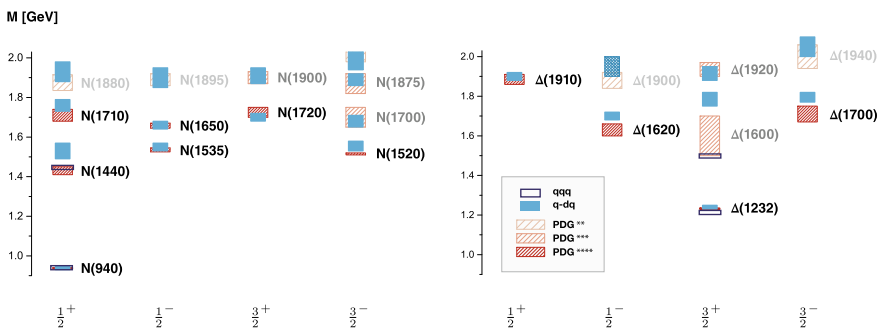 M [GeV]
2.0
1.8
1.6
1.4
1.2
1.0
N(1880)
N(1710)
N(1440)
N(940)
N(1895)
N(1650)
N(1535)
N(1900)
N(1720)
N(1875)
N(1700)
N(1520)
1/2 +
1/2 −
3/2 +
3/2 −
2.0
1.8
1.6
1.4
1.2
1.0
Δ(1910)
Δ(1900)
Δ(1620)
Δ(1920)
Δ(1600)
Δ(1232)
Δ(1940)
Δ(1700)
qqq
q-dq
PDG **
PDG ***
PDG ****
1/2 +
1/2 −
3/2 +
3/2 −